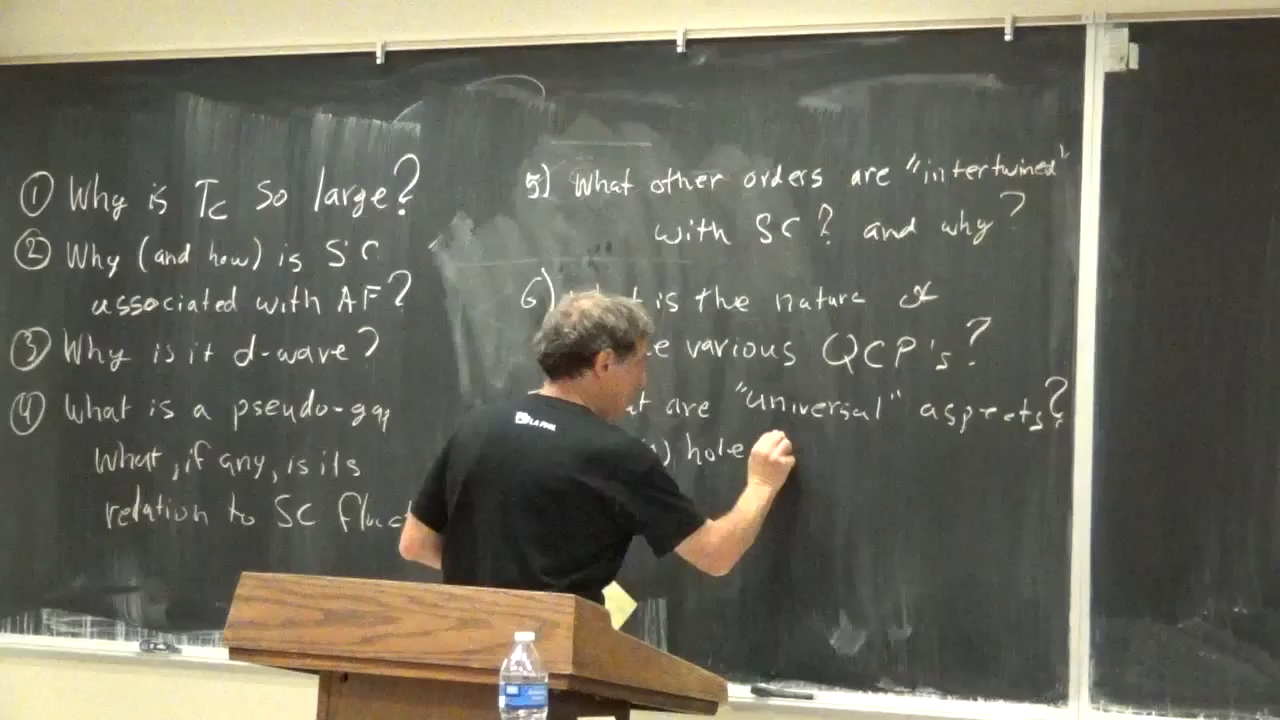 ① Why is Tc so large?
② Why (and how) is SC
associated with AF?
③ Why is it d-wave?
④ What is a pseudo-gap
What, if any, is its
relation to SC
5) What other orders are "intertwined"
with SC? and why?
6) is the nature of
various QCP's?
are "universal" aspects?
hole